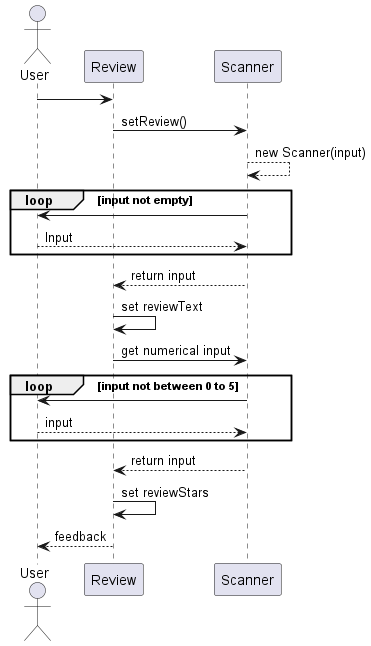 User
Review
Scanner
setReview()
new Scanner(input)
loop
[input not empty]
Input
return input
set reviewText
get numerical input
loop
[input not between 0 to 5]
input
return input
set reviewStars
feedback
User
Review
Scanner